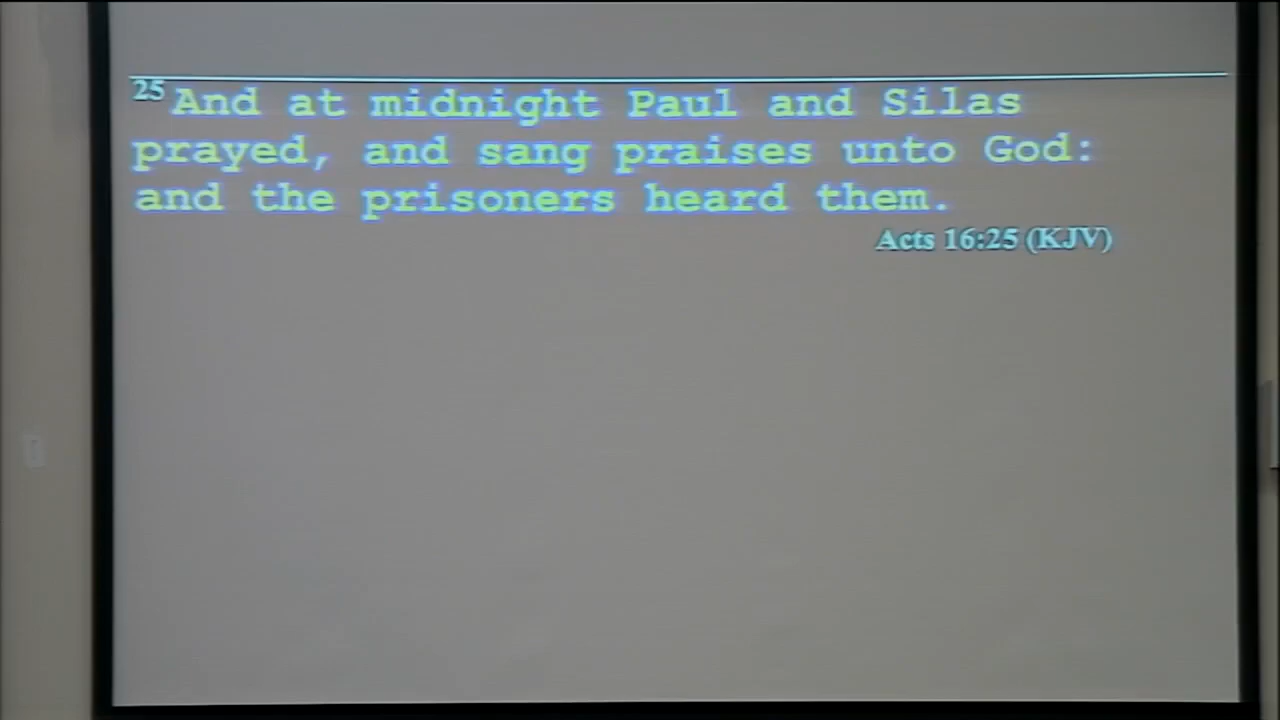 25 And at midnight Paul and Silas
prayed, and sang praises unto God:
and the prisoners heard them.
Acts 16:25 (KJV)